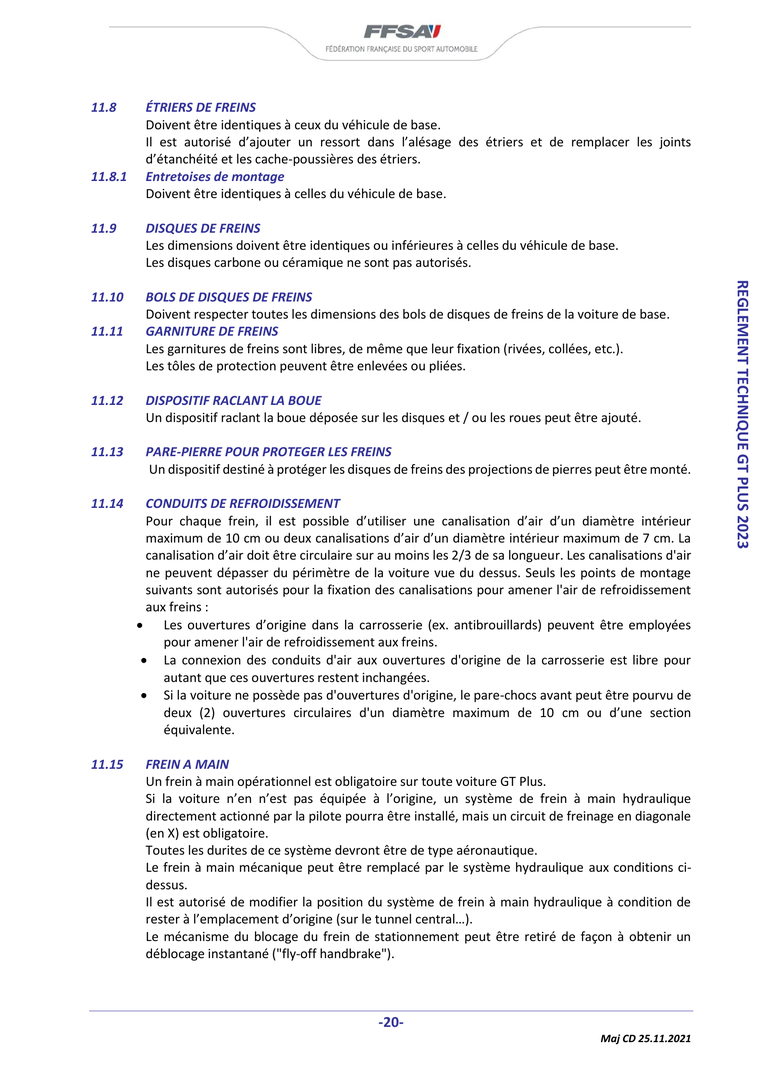 FFSA
FÉDÉRATION FRANÇAISE DU SPORT AUTOMOBILE
11.8 ÉTRIERS DE FREINS
Doivent être identiques à ceux du véhicule de base.
Il est autorisé d’ajouter un ressort dans l’alésage des étriers et de remplacer les joints
d’étanchéité et les cache-poussières des étriers.
11.8.1 Entretoises de montage
Doivent être identiques à celles du véhicule de base.
11.9 DISQUES DE FREINS
Les dimensions doivent être identiques ou inférieures à celles du véhicule de base.
Les disques carbone ou céramique ne sont pas autorisés.
11.10 BOLS DE DISQUES DE FREINS
Doivent respecter toutes les dimensions des bols de disques de freins de la voiture de base.
11.11 GARNITURE DE FREINS
Les garnitures de freins sont libres, de même que leur fixation (rivées, collées, etc.).
Les tôles de protection peuvent être enlevées ou pliées.
11.12 DISPOSITIF RACLANT LA BOUE
Un dispositif raclant la boue déposée sur les disques et / ou les roues peut être ajouté.
11.13 PARE-PIERRE POUR PROTEGER LES FREINS
Un dispositif destiné à protéger les disques de freins des projections de pierres peut être monté.
11.14 CONDUITS DE REFROIDISSEMENT
Pour chaque frein, il est possible d’utiliser une canalisation d’air d’un diamètre intérieur
maximum de 10 cm ou deux canalisations d’air d’un diamètre intérieur maximum de 7 cm. La
canalisation d’air doit être circulaire sur au moins les 2/3 de sa longueur. Les canalisations d'air
ne peuvent dépasser du périmètre de la voiture vue du dessus. Seuls les points de montage
suivants sont autorisés pour la fixation des canalisations pour amener l'air de refroidissement
aux freins :
• Les ouvertures d’origine dans la carrosserie (ex. antibrouillards) peuvent être employées
pour amener l'air de refroidissement aux freins.
• La connexion des conduits d'air aux ouvertures d'origine de la carrosserie est libre pour
autant que ces ouvertures restent inchangées.
• Si la voiture ne possède pas d'ouvertures d'origine, le pare-chocs avant peut être pourvu de
deux (2) ouvertures circulaires d'un diamètre maximum de 10 cm ou d’une section
équivalente.
11.15 FREIN A MAIN
Un frein à main opérationnel est obligatoire sur toute voiture GT Plus.
Si la voiture n’en n’est pas équipée à l’origine, un système de frein à main hydraulique
directement actionné par la pilote pourra être installé, mais un circuit de freinage en diagonale
(en X) est obligatoire.
Toutes les durites de ce système devront être de type aéronautique.
Le frein à main mécanique peut être remplacé par le système hydraulique aux conditions ci-
dessus.
Il est autorisé de modifier la position du système de frein à main hydraulique à condition de
rester à l’emplacement d’origine (sur le tunnel central…).
Le mécanisme du blocage du frein de stationnement peut être retiré de façon à obtenir un
déblocage instantané ("fly-off handbrake").
REGLEMENT TECHNIQUE GT PLUS 2023
-20-
Maj CD 25.11.2021